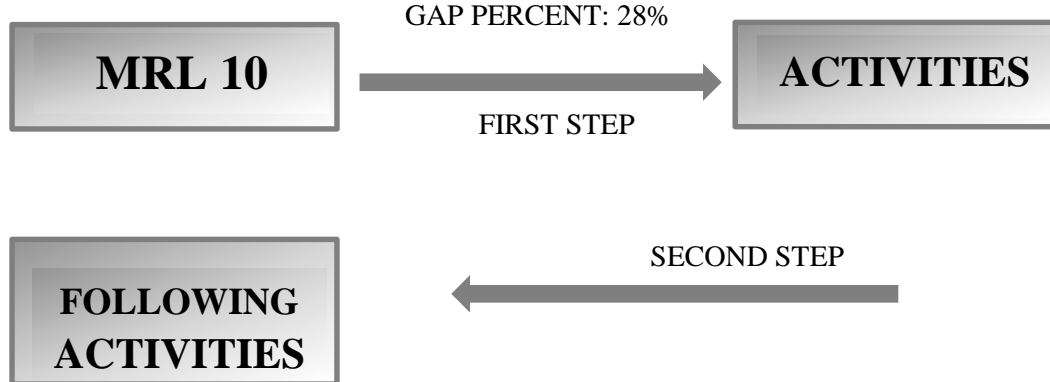 GAP PERCENT: 28%
MRL 10
ACTIVITIES
FIRST STEP
SECOND STEP
FOLLOWING
ACTIVITIES